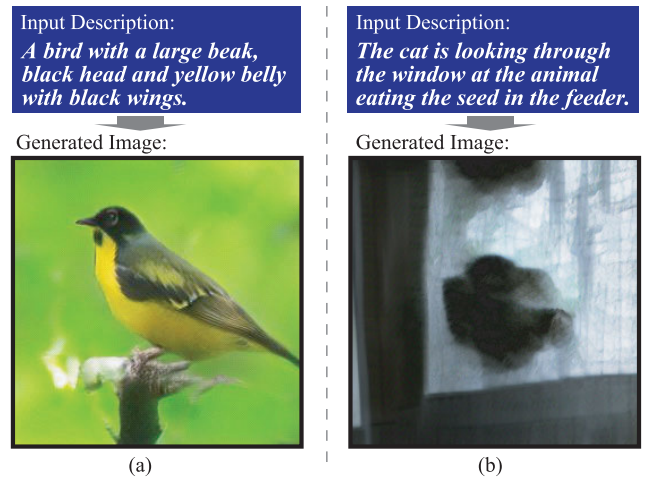 Input Description:
A bird with a large beak,
black head and yellow belly
with black wings.
Generated Image:
(a)
Input Description:
The cat is looking through
the window at the animal
eating the seed in the feeder.
Generated Image:
(b)